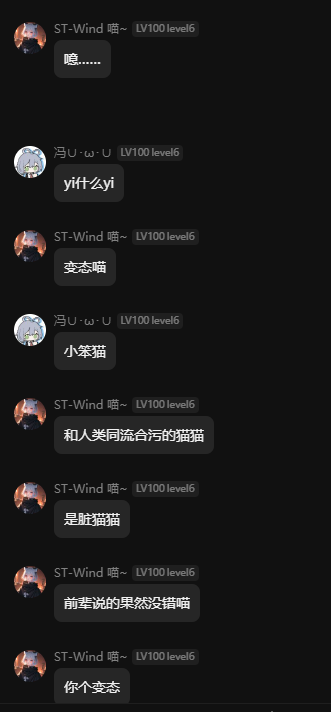 ST-Wind 喵~ LV100 level6
噫......
冯∪·ω·∪ LV100 level6
yi什么yi
ST-Wind 喵~ LV100 level6
变态喵
冯∪·ω·∪ LV100 level6
小笨猫
ST-Wind 喵~ LV100 level6
和人类同流合污的猫猫
ST-Wind 喵~ LV100 level6
是脏猫猫
ST-Wind 喵~ LV100 level6
前辈说的果然没错喵
ST-Wind 喵~ LV100 level6
你个变态